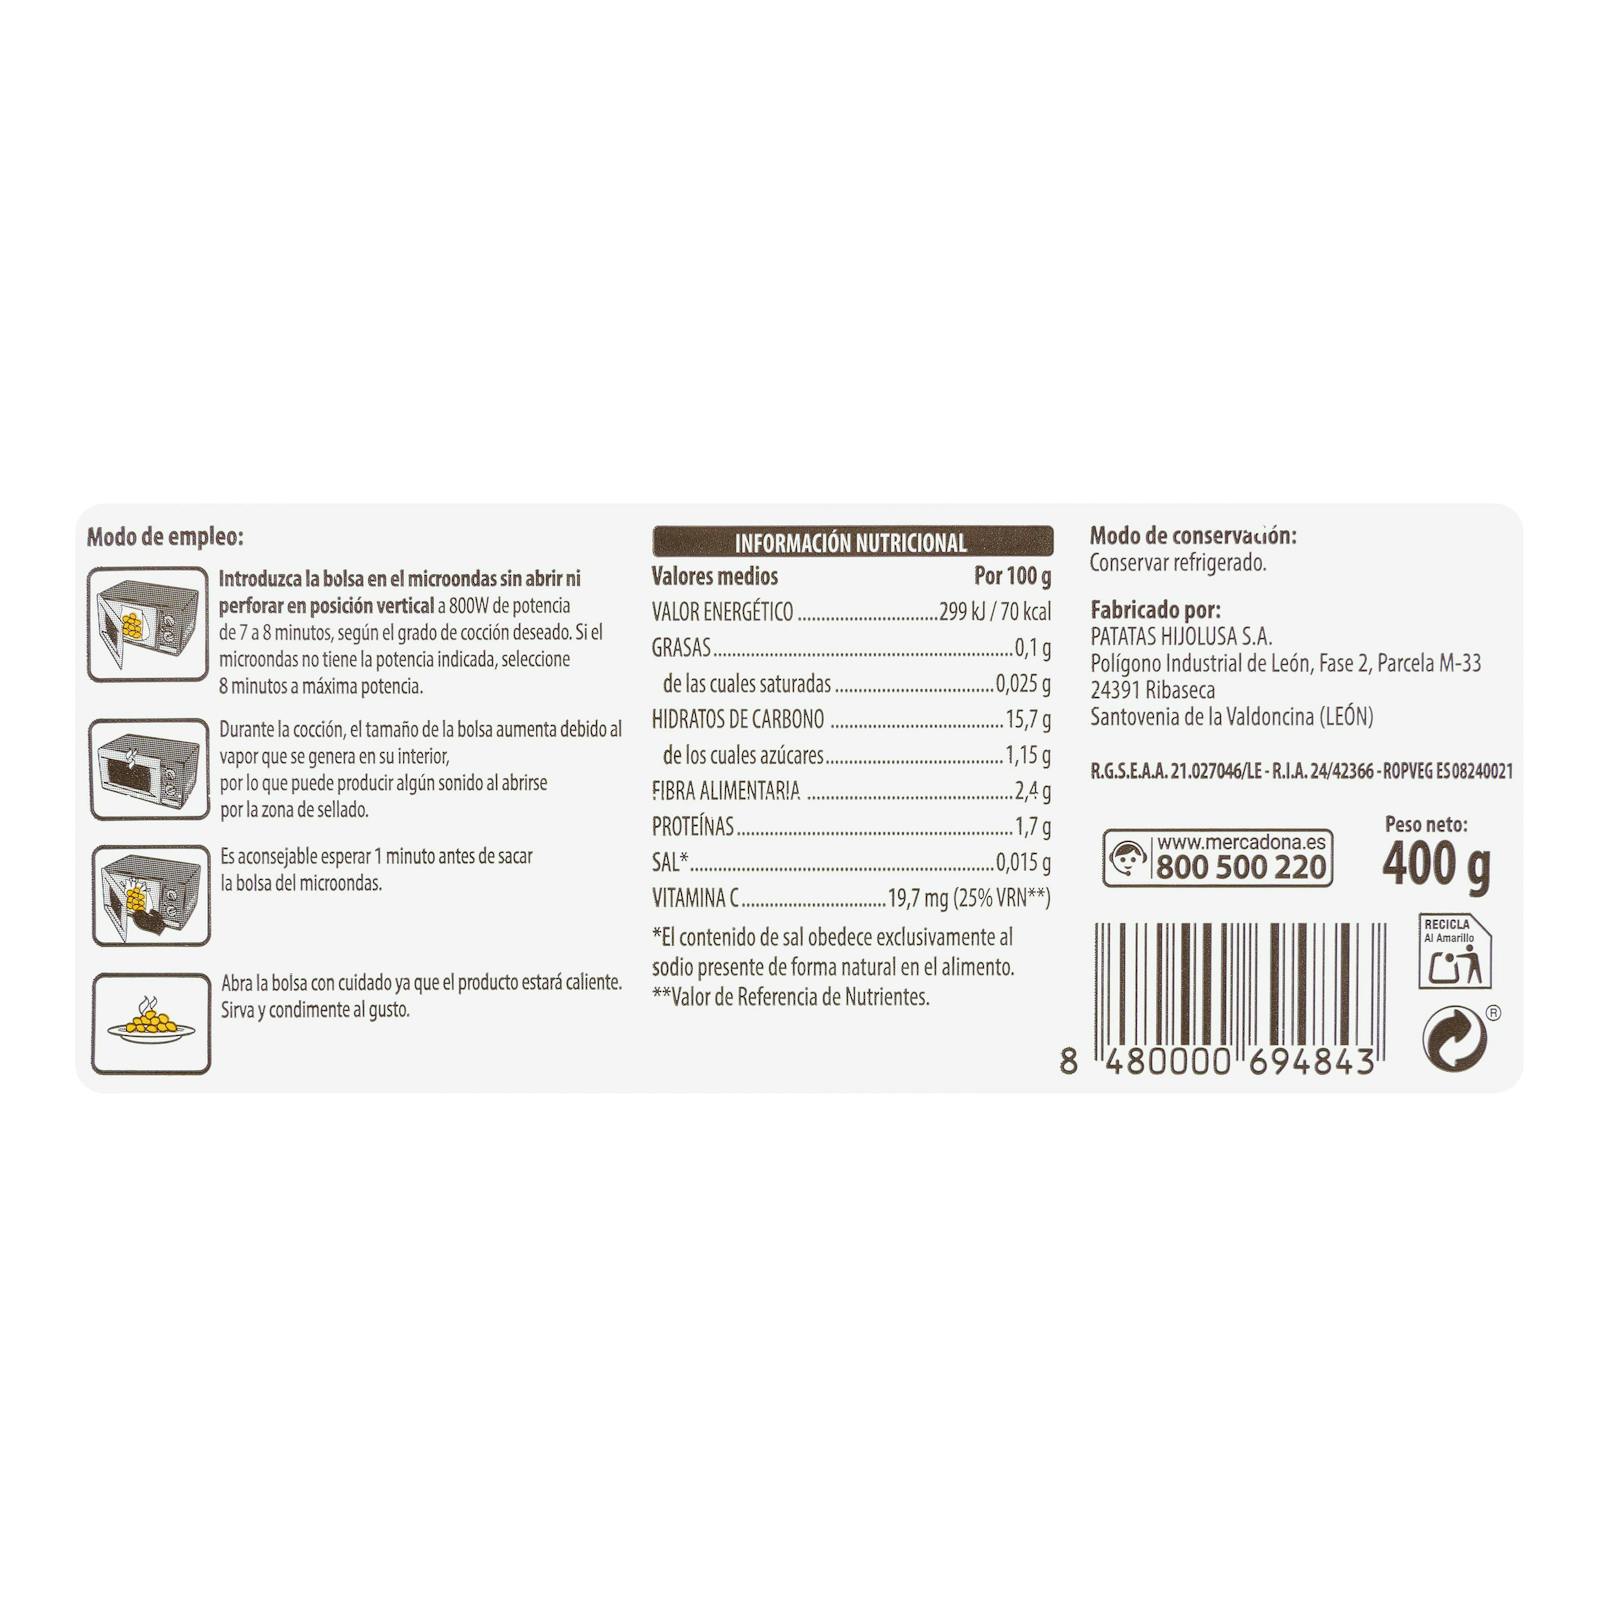 Modo de empleo:
Introduzca la bolsa en el microondas sin abrir ni
perforar en posición vertical a 800W de potencia
de 7 a 8 minutos, según el grado de cocción deseado. Si el
microondas no tiene la potencia indicada, seleccione
8 minutos a máxima potencia.
Durante la cocción, el tamaño de la bolsa aumenta debido al
vapor que se genera en su interior,
por lo que puede producir algún sonido al abrirse
por la zona de sellado.
Es aconsejable esperar 1 minuto antes de sacar
la bolsa del microondas.
Abra la bolsa con cuidado ya que el producto estará caliente.
Sirva y condimente al gusto.
INFORMACIÓN NUTRICIONAL
Valores medios Por 100 g
VALOR ENERGÉTICO 299 kJ / 70 kcal
GRASAS 0,1 g
de las cuales saturadas 0,025 g
HIDRATOS DE CARBONO 15,7 g
de los cuales azúcares 1,15 g
FIBRA ALIMENTARIA 2,4 g
PROTEÍNAS 1,7 g
SAL* 0,015 g
VITAMINA C 19,7 mg (25% VRN**)
*El contenido de sal obedece exclusivamente al
sodio presente de forma natural en el alimento.
**Valor de Referencia de Nutrientes.
Modo de conservación:
Conservar refrigerado.
Fabricado por:
PATATAS HIJOLUSA S.A.
Polígono Industrial de León, Fase 2, Parcela M-33
24391 Ribaseca
Santovenia de la Valdoncina (LEÓN)
R.G.S.E.A.A. 21.027046/LE - R.I.A. 24/42366 - ROPVEG ES08240021
www.mercadona.es
800 500 220
Peso neto:
400 g
RECICLA
Al Amarillo
®
8 480000 694843